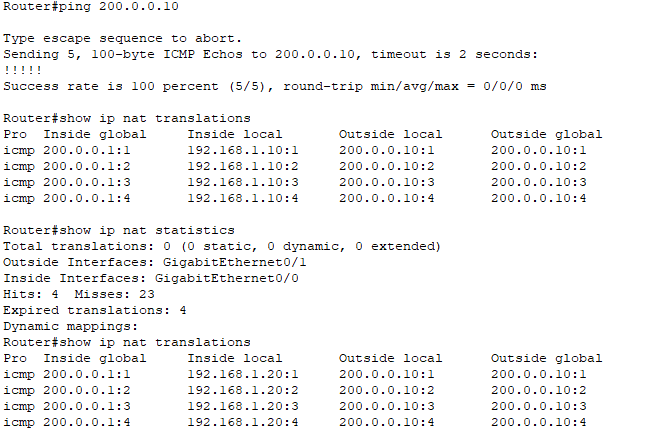 Router#ping 200.0.0.10
Type escape sequence to abort.
Sending 5, 100-byte ICMP Echos to 200.0.0.10, timeout is 2 seconds:
!!!!!
Success rate is 100 percent (5/5), round-trip min/avg/max = 0/0/0 ms
Router#show ip nat translations
Pro  Inside global     Inside local       Outside local      Outside global
icmp 200.0.0.1:1       192.168.1.10:1     200.0.0.10:1       200.0.0.10:1
icmp 200.0.0.1:2       192.168.1.10:2     200.0.0.10:2       200.0.0.10:2
icmp 200.0.0.1:3       192.168.1.10:3     200.0.0.10:3       200.0.0.10:3
icmp 200.0.0.1:4       192.168.1.10:4     200.0.0.10:4       200.0.0.10:4
Router#show ip nat statistics
Total translations: 0 (0 static, 0 dynamic, 0 extended)
Outside Interfaces: GigabitEthernet0/1
Inside Interfaces: GigabitEthernet0/0
Hits: 4  Misses: 23
Expired translations: 4
Dynamic mappings:
Router#show ip nat translations
Pro  Inside global     Inside local       Outside local      Outside global
icmp 200.0.0.1:1       192.168.1.20:1     200.0.0.10:1       200.0.0.10:1
icmp 200.0.0.1:2       192.168.1.20:2     200.0.0.10:2       200.0.0.10:2
icmp 200.0.0.1:3       192.168.1.20:3     200.0.0.10:3       200.0.0.10:3
icmp 200.0.0.1:4       192.168.1.20:4     200.0.0.10:4       200.0.0.10:4